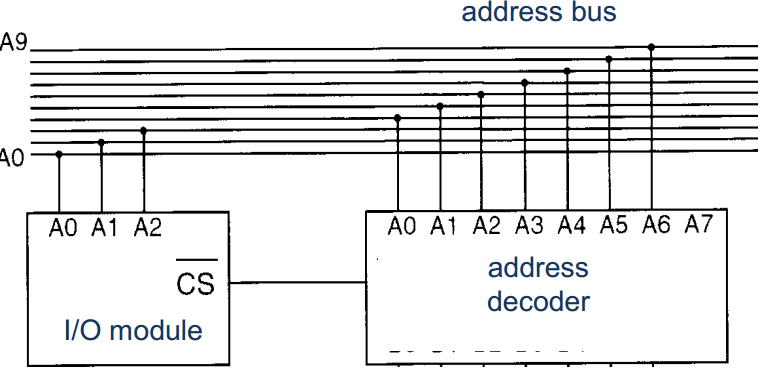 address bus
A9
A0
A0 A1 A2
A0 A1 A2 A3 A4 A5 A6 A7
CS
address
decoder
I/O module